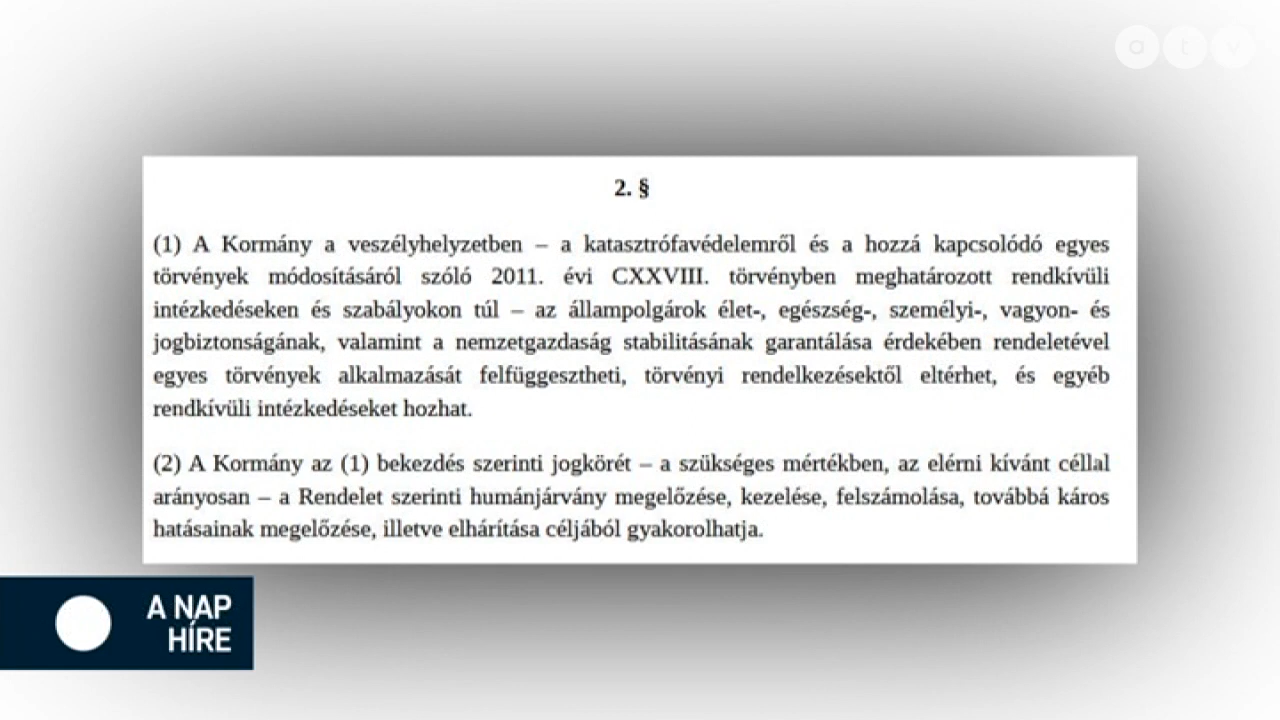 a t v
2. §
(1) A Kormány a veszélyhelyzetben – a katasztrófavédelemről és a hozzá kapcsolódó egyes
törvények módosításáról szóló 2011. évi CXXVIII. törvényben meghatározott rendkívüli
intézkedéseken és szabályokon túl – az állampolgárok élet-, egészség-, személyi-, vagyon- és
jogbiztonságának, valamint a nemzetgazdaság stabilitásának garantálása érdekében rendeletével
egyes törvények alkalmazását felfüggesztheti, törvényi rendelkezésektől eltérhet, és egyéb
rendkívüli intézkedéseket hozhat.
(2) A Kormány az (1) bekezdés szerinti jogkörét – a szükséges mértékben, az elérni kívánt céllal
arányosan – a Rendelet szerinti humánjárvány megelőzése, kezelése, felszámolása, továbbá káros
hatásainak megelőzése, illetve elhárítása céljából gyakorolhatja.
A NAP
HÍRE